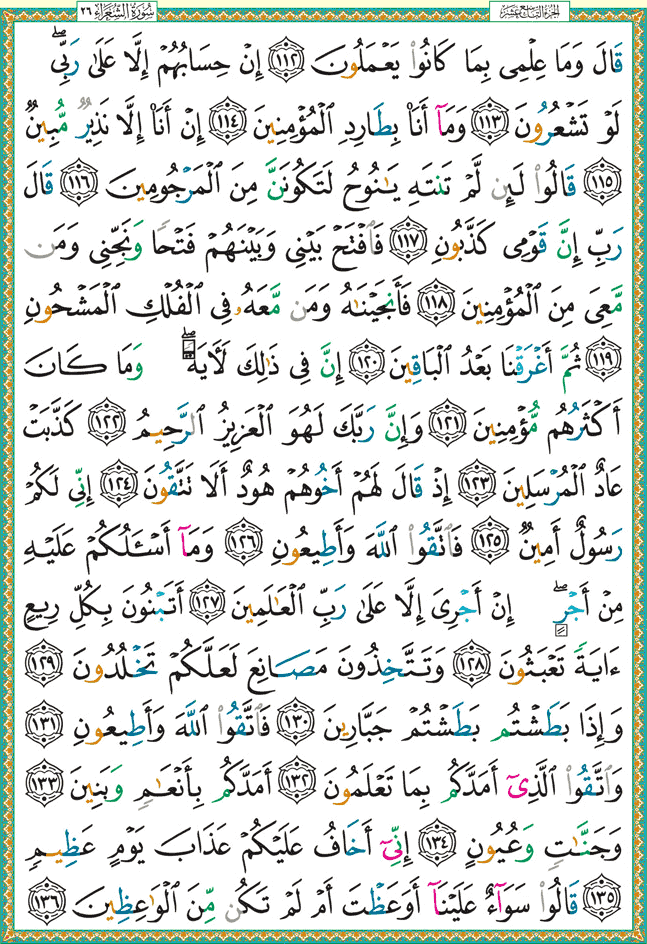 سُورَةُ الشُّعَرَاءِ ٢٦
الجزء التاسع عشر
قَالَ وَمَا عِلْمِى بِمَا كَانُوا۟ يَعْمَلُونَ ١١٢ إِنْ حِسَابُهُمْ إِلَّا عَلَىٰ رَبِّى ۖ
لَوْ تَشْعُرُونَ ١١٣ وَمَآ أَنَا۠ بِطَارِدِ ٱلْمُؤْمِنِينَ ١١٤ إِنْ أَنَا۠ إِلَّا نَذِيرٌ مُّبِينٌ
١١٥ قَالُوا۟ لَئِن لَّمْ تَنتَهِ يَـٰنُوحُ لَتَكُونَنَّ مِنَ ٱلْمَرْجُومِينَ ١١٦ قَالَ
رَبِّ إِنَّ قَوْمِى كَذَّبُونِ ١١٧ فَٱفْتَحْ بَيْنِى وَبَيْنَهُمْ فَتْحًا وَنَجِّنِى وَمَن
مَّعِىَ مِنَ ٱلْمُؤْمِنِينَ ١١٨ فَأَنجَيْنَـٰهُ وَمَن مَّعَهُۥ فِى ٱلْفُلْكِ ٱلْمَشْحُونِ
١١٩ ثُمَّ أَغْرَقْنَا بَعْدُ ٱلْبَاقِينَ ١٢٠ إِنَّ فِى ذَٰلِكَ لَـَٔايَةً ۖ وَمَا كَانَ
أَكْثَرُهُم مُّؤْمِنِينَ ١٢١ وَإِنَّ رَبَّكَ لَهُوَ ٱلْعَزِيزُ ٱلرَّحِيمُ ١٢٢ كَذَّبَتْ
عَادٌ ٱلْمُرْسَلِينَ ١٢٣ إِذْ قَالَ لَهُمْ أَخُوهُمْ هُودٌ أَلَا تَتَّقُونَ ١٢٤ إِنِّى لَكُمْ
رَسُولٌ أَمِينٌ ١٢٥ فَٱتَّقُوا۟ ٱللَّهَ وَأَطِيعُونِ ١٢٦ وَمَآ أَسْـَٔلُكُمْ عَلَيْهِ
مِنْ أَجْرٍ ۖ إِنْ أَجْرِىَ إِلَّا عَلَىٰ رَبِّ ٱلْعَـٰلَمِينَ ١٢٧ أَتَبْنُونَ بِكُلِّ رِيعٍ
ءَايَةً تَعْبَثُونَ ١٢٨ وَتَتَّخِذُونَ مَصَانِعَ لَعَلَّكُمْ تَخْلُدُونَ ١٢٩
وَإِذَا بَطَشْتُم بَطَشْتُمْ جَبَّارِينَ ١٣٠ فَٱتَّقُوا۟ ٱللَّهَ وَأَطِيعُونِ ١٣١
وَٱتَّقُوا۟ ٱلَّذِىٓ أَمَدَّكُم بِمَا تَعْلَمُونَ ١٣٢ أَمَدَّكُم بِأَنْعَـٰمٍ وَبَنِينَ ١٣٣
وَجَنَّـٰتٍ وَعُيُونٍ ١٣٤ إِنِّىٓ أَخَافُ عَلَيْكُمْ عَذَابَ يَوْمٍ عَظِيمٍ
١٣٥ قَالُوا۟ سَوَآءٌ عَلَيْنَآ أَوَعَظْتَ أَمْ لَمْ تَكُن مِّنَ ٱلْوَٰعِظِينَ ١٣٦